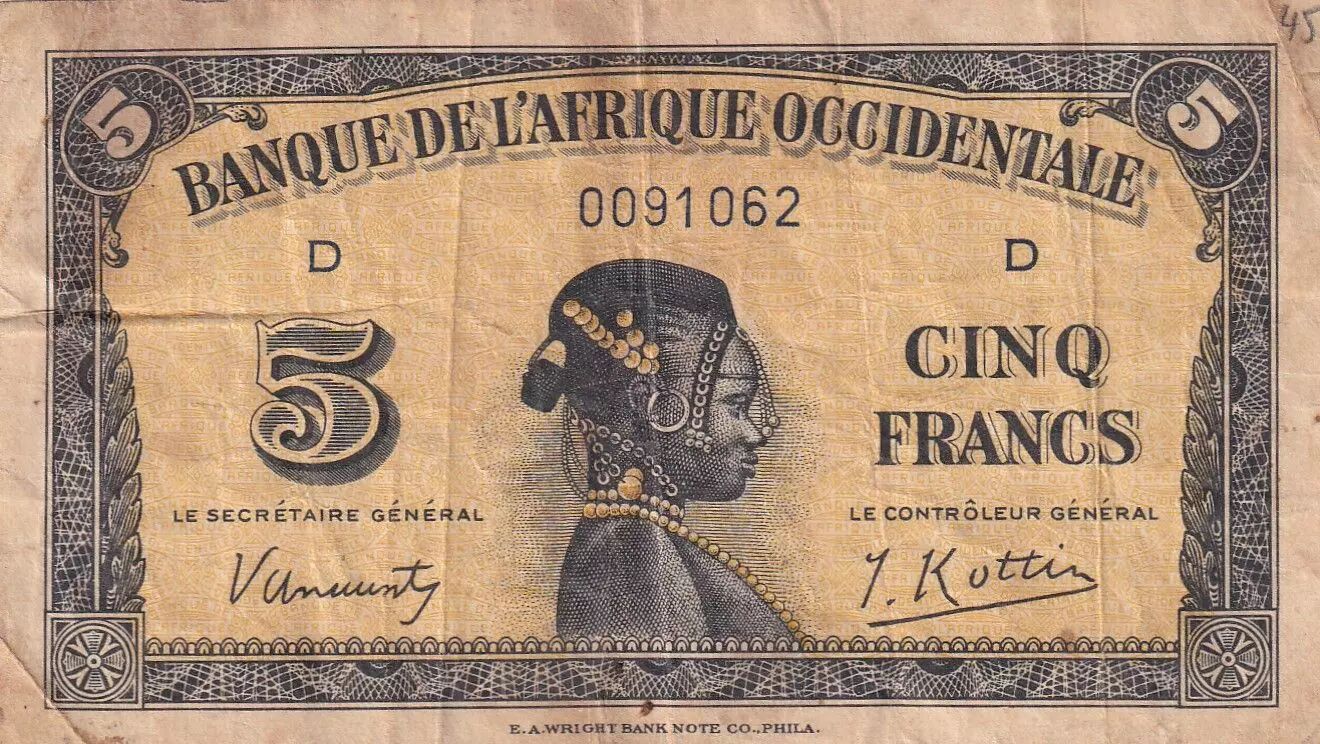 45
5 5
BANQUE DE L'AFRIQUE OCCIDENTALE
0091062
D D
5 CINQ
FRANCS
LE SECRÉTAIRE GÉNÉRAL LE CONTRÔLEUR GÉNÉRAL
J. Kottin
E.A.WRIGHT BANK NOTE CO., PHILA.